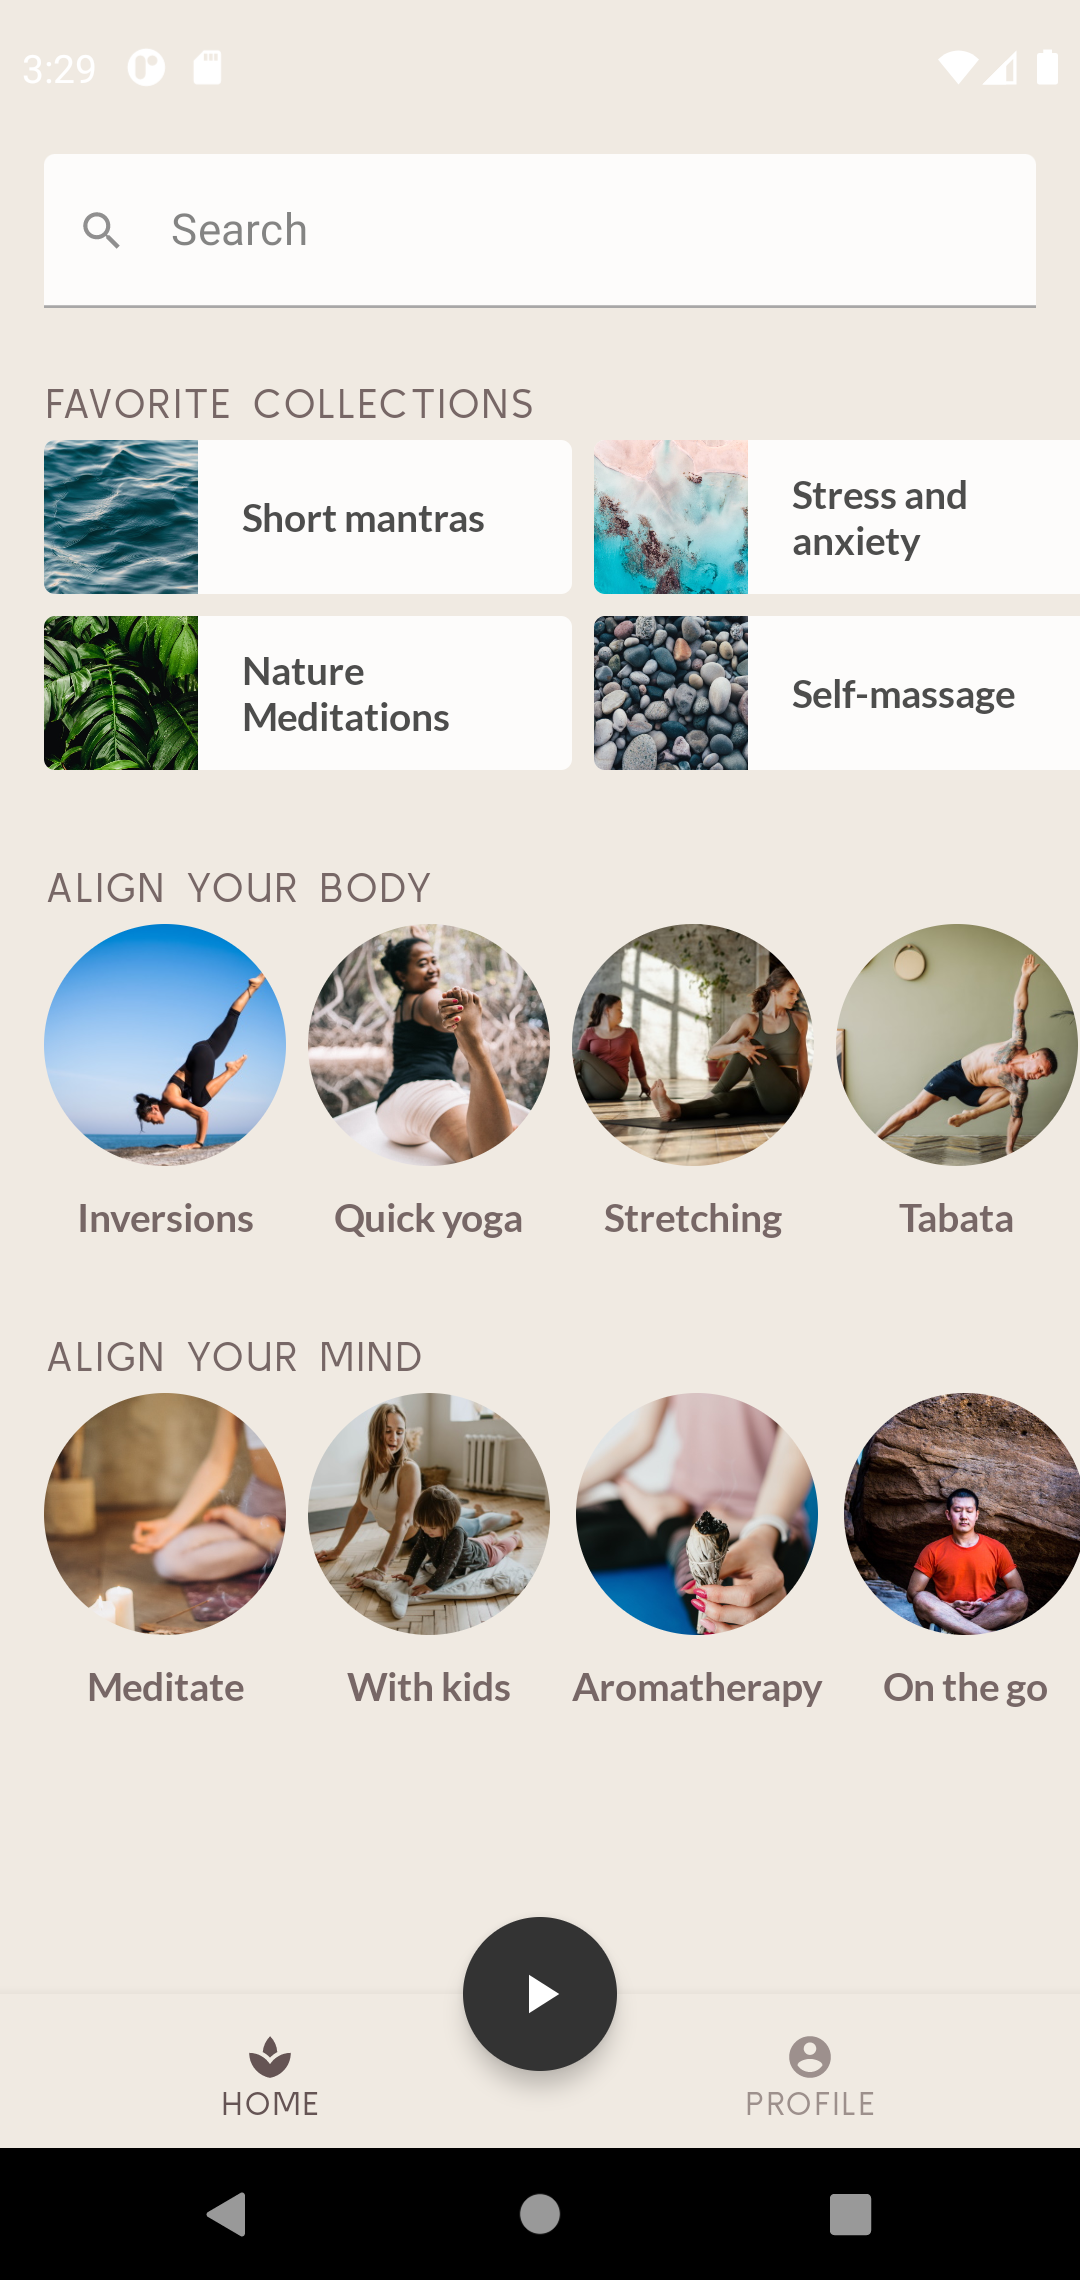 3:29
Search
FAVORITE COLLECTIONS
Short mantras
Stress and
anxiety
Nature
Meditations
Self-massage
ALIGN YOUR BODY
Inversions
Quick yoga
Stretching
Tabata
ALIGN YOUR MIND
Meditate
With kids
Aromatherapy
On the go
HOME
PROFILE